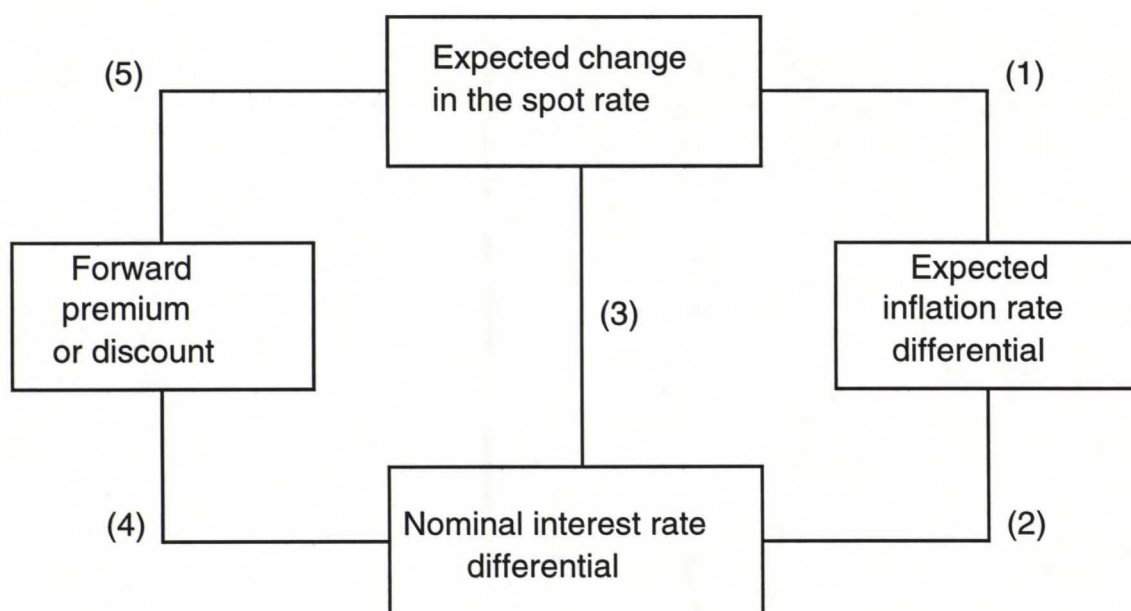 (5)
Expected change
in the spot rate
(1)
Forward
premium
or discount
(3)
Expected
inflation rate
differential
(4)
Nominal interest rate
differential
(2)